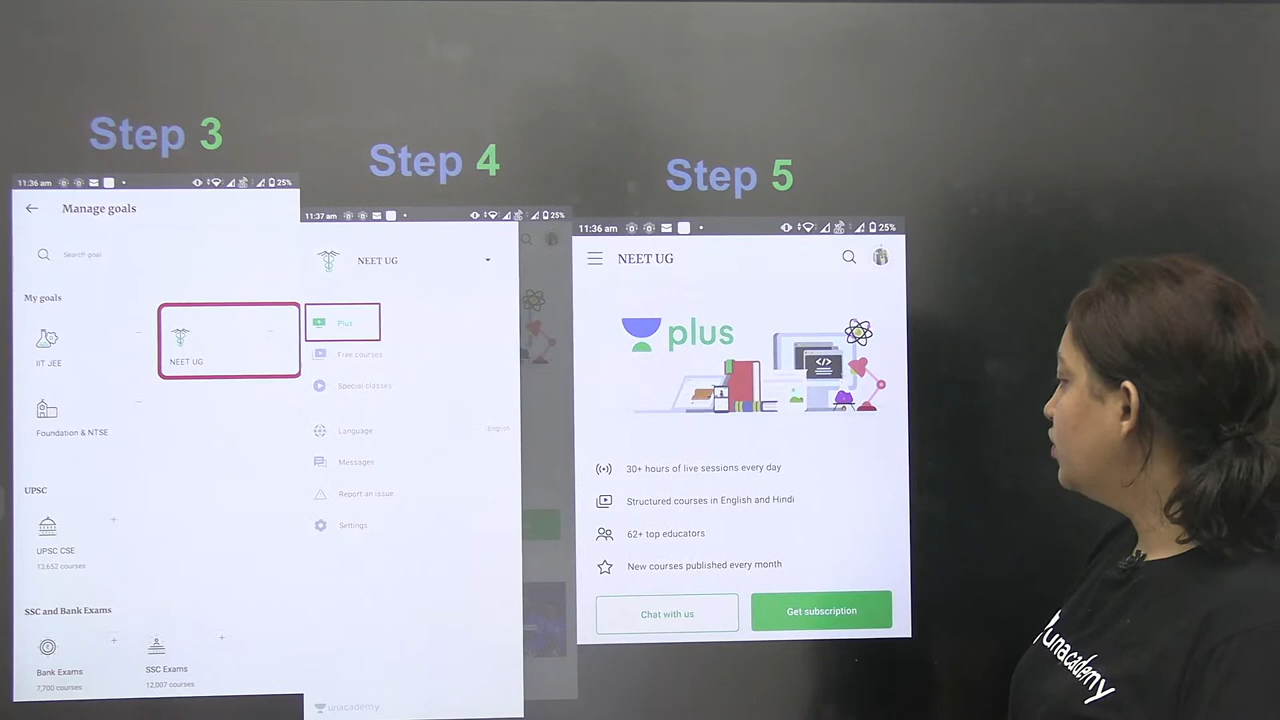 Step 3
11:36 am
25%
Manage goals
Search goal
My goals
IIT JEE
NEET UG
Foundation & NTSE
UPSC
UPSC CSE
13,652 courses
SSC and Bank Exams
Bank Exams
7,700 courses
SSC Exams
12,007 courses
Step 4
11:37 am
25%
NEET UG
Plus
Free courses
Special classes
Language
English
Messages
Report an issue
Settings
unacademy
Step 5
11:36 am
25%
NEET UG
plus
30+ hours of live sessions every day
Structured courses in English and Hindi
62+ top educators
New courses published every month
Chat with us
Get subscription
unacademy